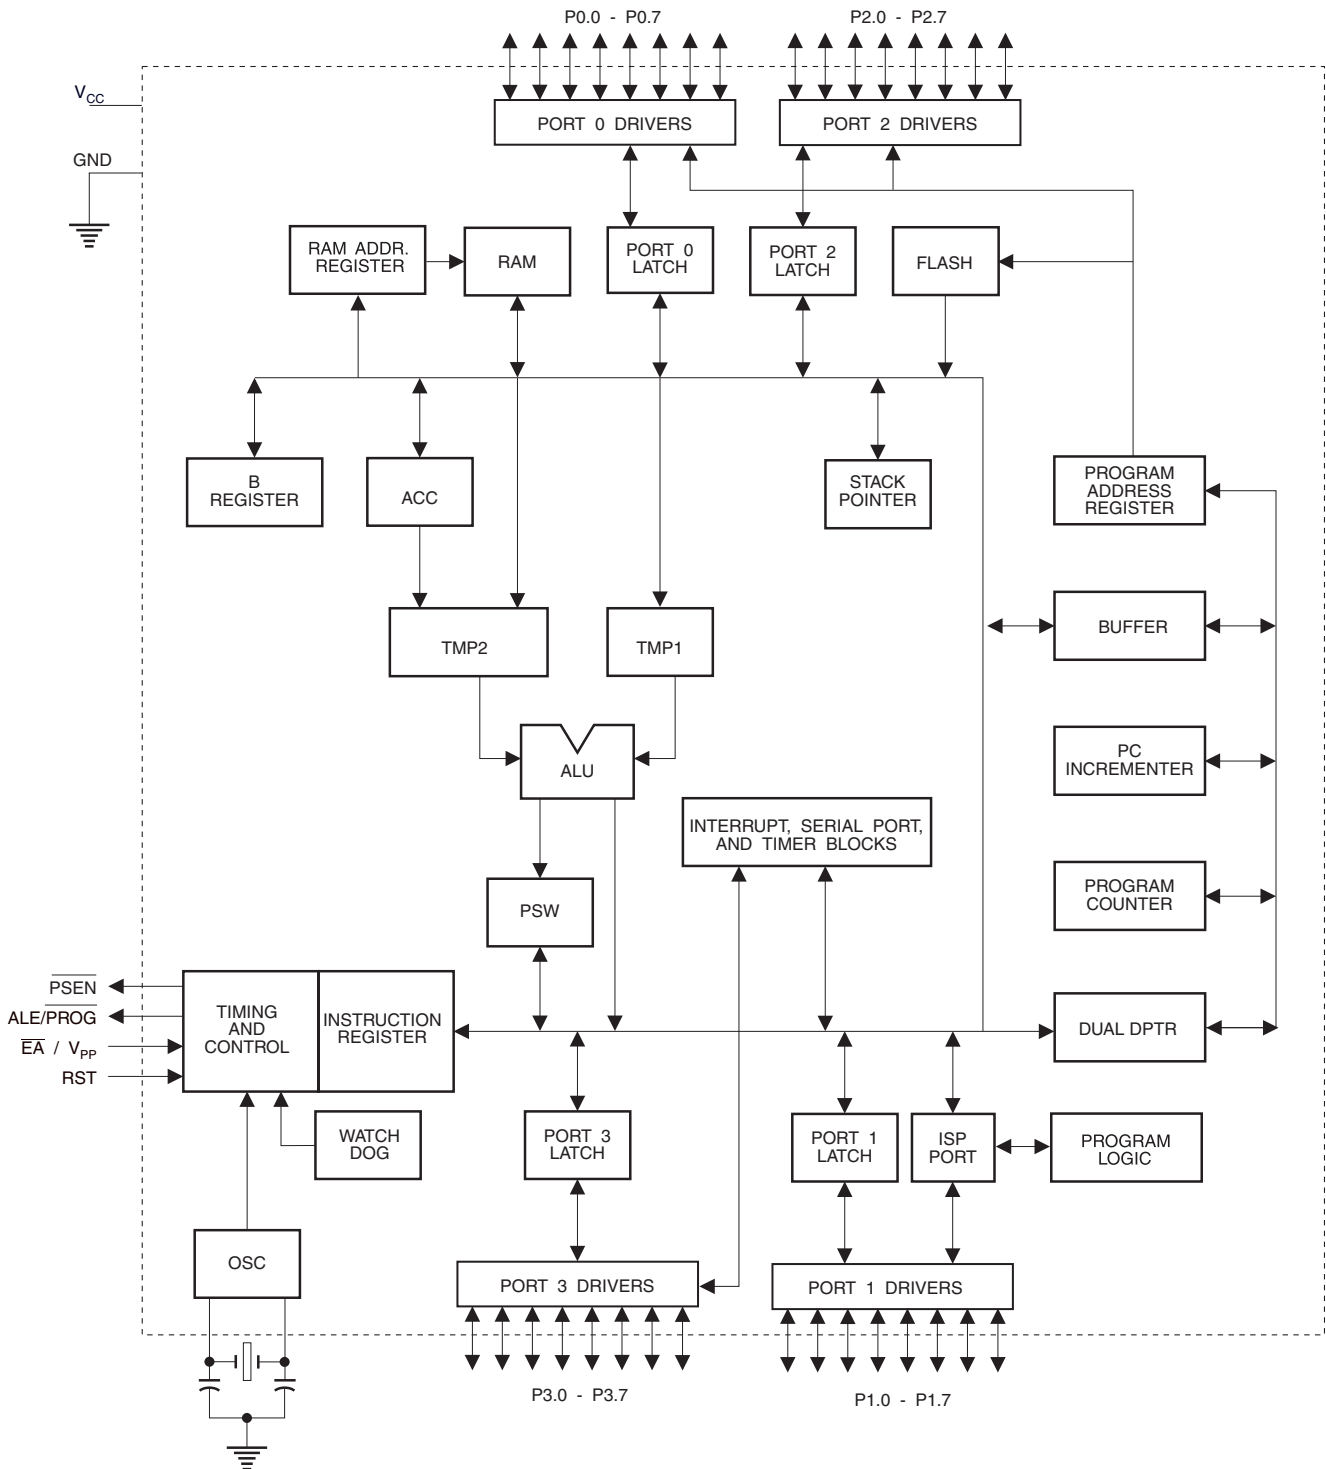 P0.0 - P0.7
P2.0 - P2.7
VCC
PORT 0 DRIVERS
PORT 2 DRIVERS
GND
RAM ADDR.
REGISTER
RAM
PORT 0
LATCH
PORT 2
LATCH
FLASH
B
REGISTER
ACC
STACK
POINTER
PROGRAM
ADDRESS
REGISTER
TMP2
TMP1
BUFFER
ALU
PC
INCREMENTER
INTERRUPT, SERIAL PORT,
AND TIMER BLOCKS
PSW
PROGRAM
COUNTER
PSEN
ALE/PROG
EA / VPP
RST
TIMING
AND
CONTROL
INSTRUCTION
REGISTER
DUAL DPTR
WATCH
DOG
PORT 3
LATCH
PORT 1
LATCH
ISP
PORT
PROGRAM
LOGIC
OSC
PORT 3 DRIVERS
PORT 1 DRIVERS
P3.0 - P3.7
P1.0 - P1.7